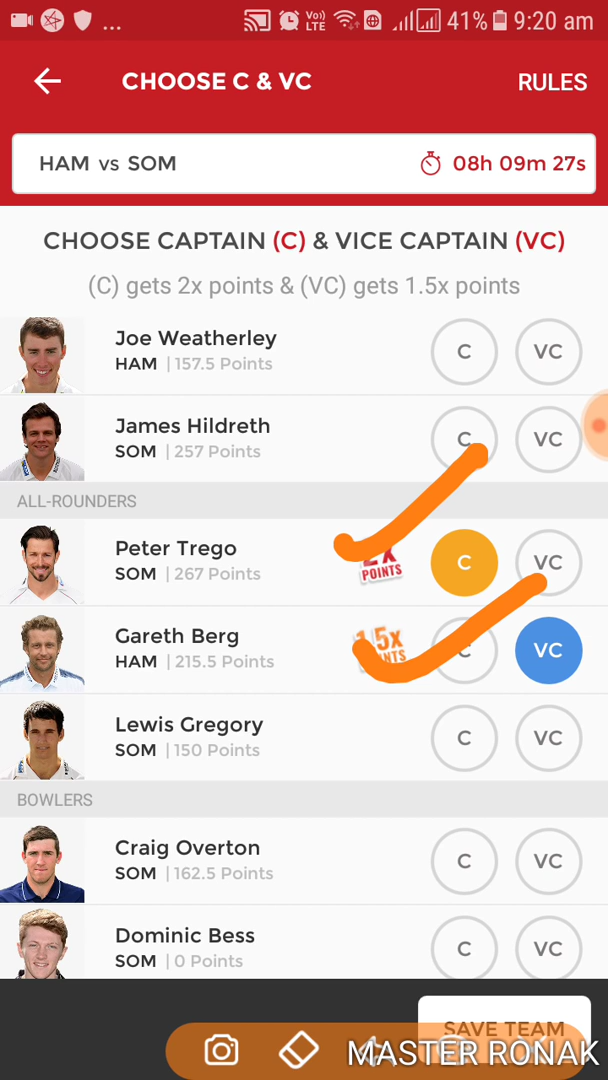 ... Vo) LTE 41% 9:20 am
CHOOSE C & VC RULES
HAM vs SOM 08h 09m 27s
CHOOSE CAPTAIN (C) & VICE CAPTAIN (VC)
(C) gets 2x points & (VC) gets 1.5x points
Joe Weatherley
HAM | 157.5 Points
C VC
James Hildreth
SOM | 257 Points
C VC
ALL-ROUNDERS
Peter Trego
SOM | 267 Points
2X
POINTS
C VC
Gareth Berg
HAM | 215.5 Points
C VC
Lewis Gregory
SOM | 150 Points
C VC
BOWLERS
Craig Overton
SOM | 162.5 Points
C VC
Dominic Bess
SOM | 0 Points
C VC
SAVE TEAM
MASTER RONAK